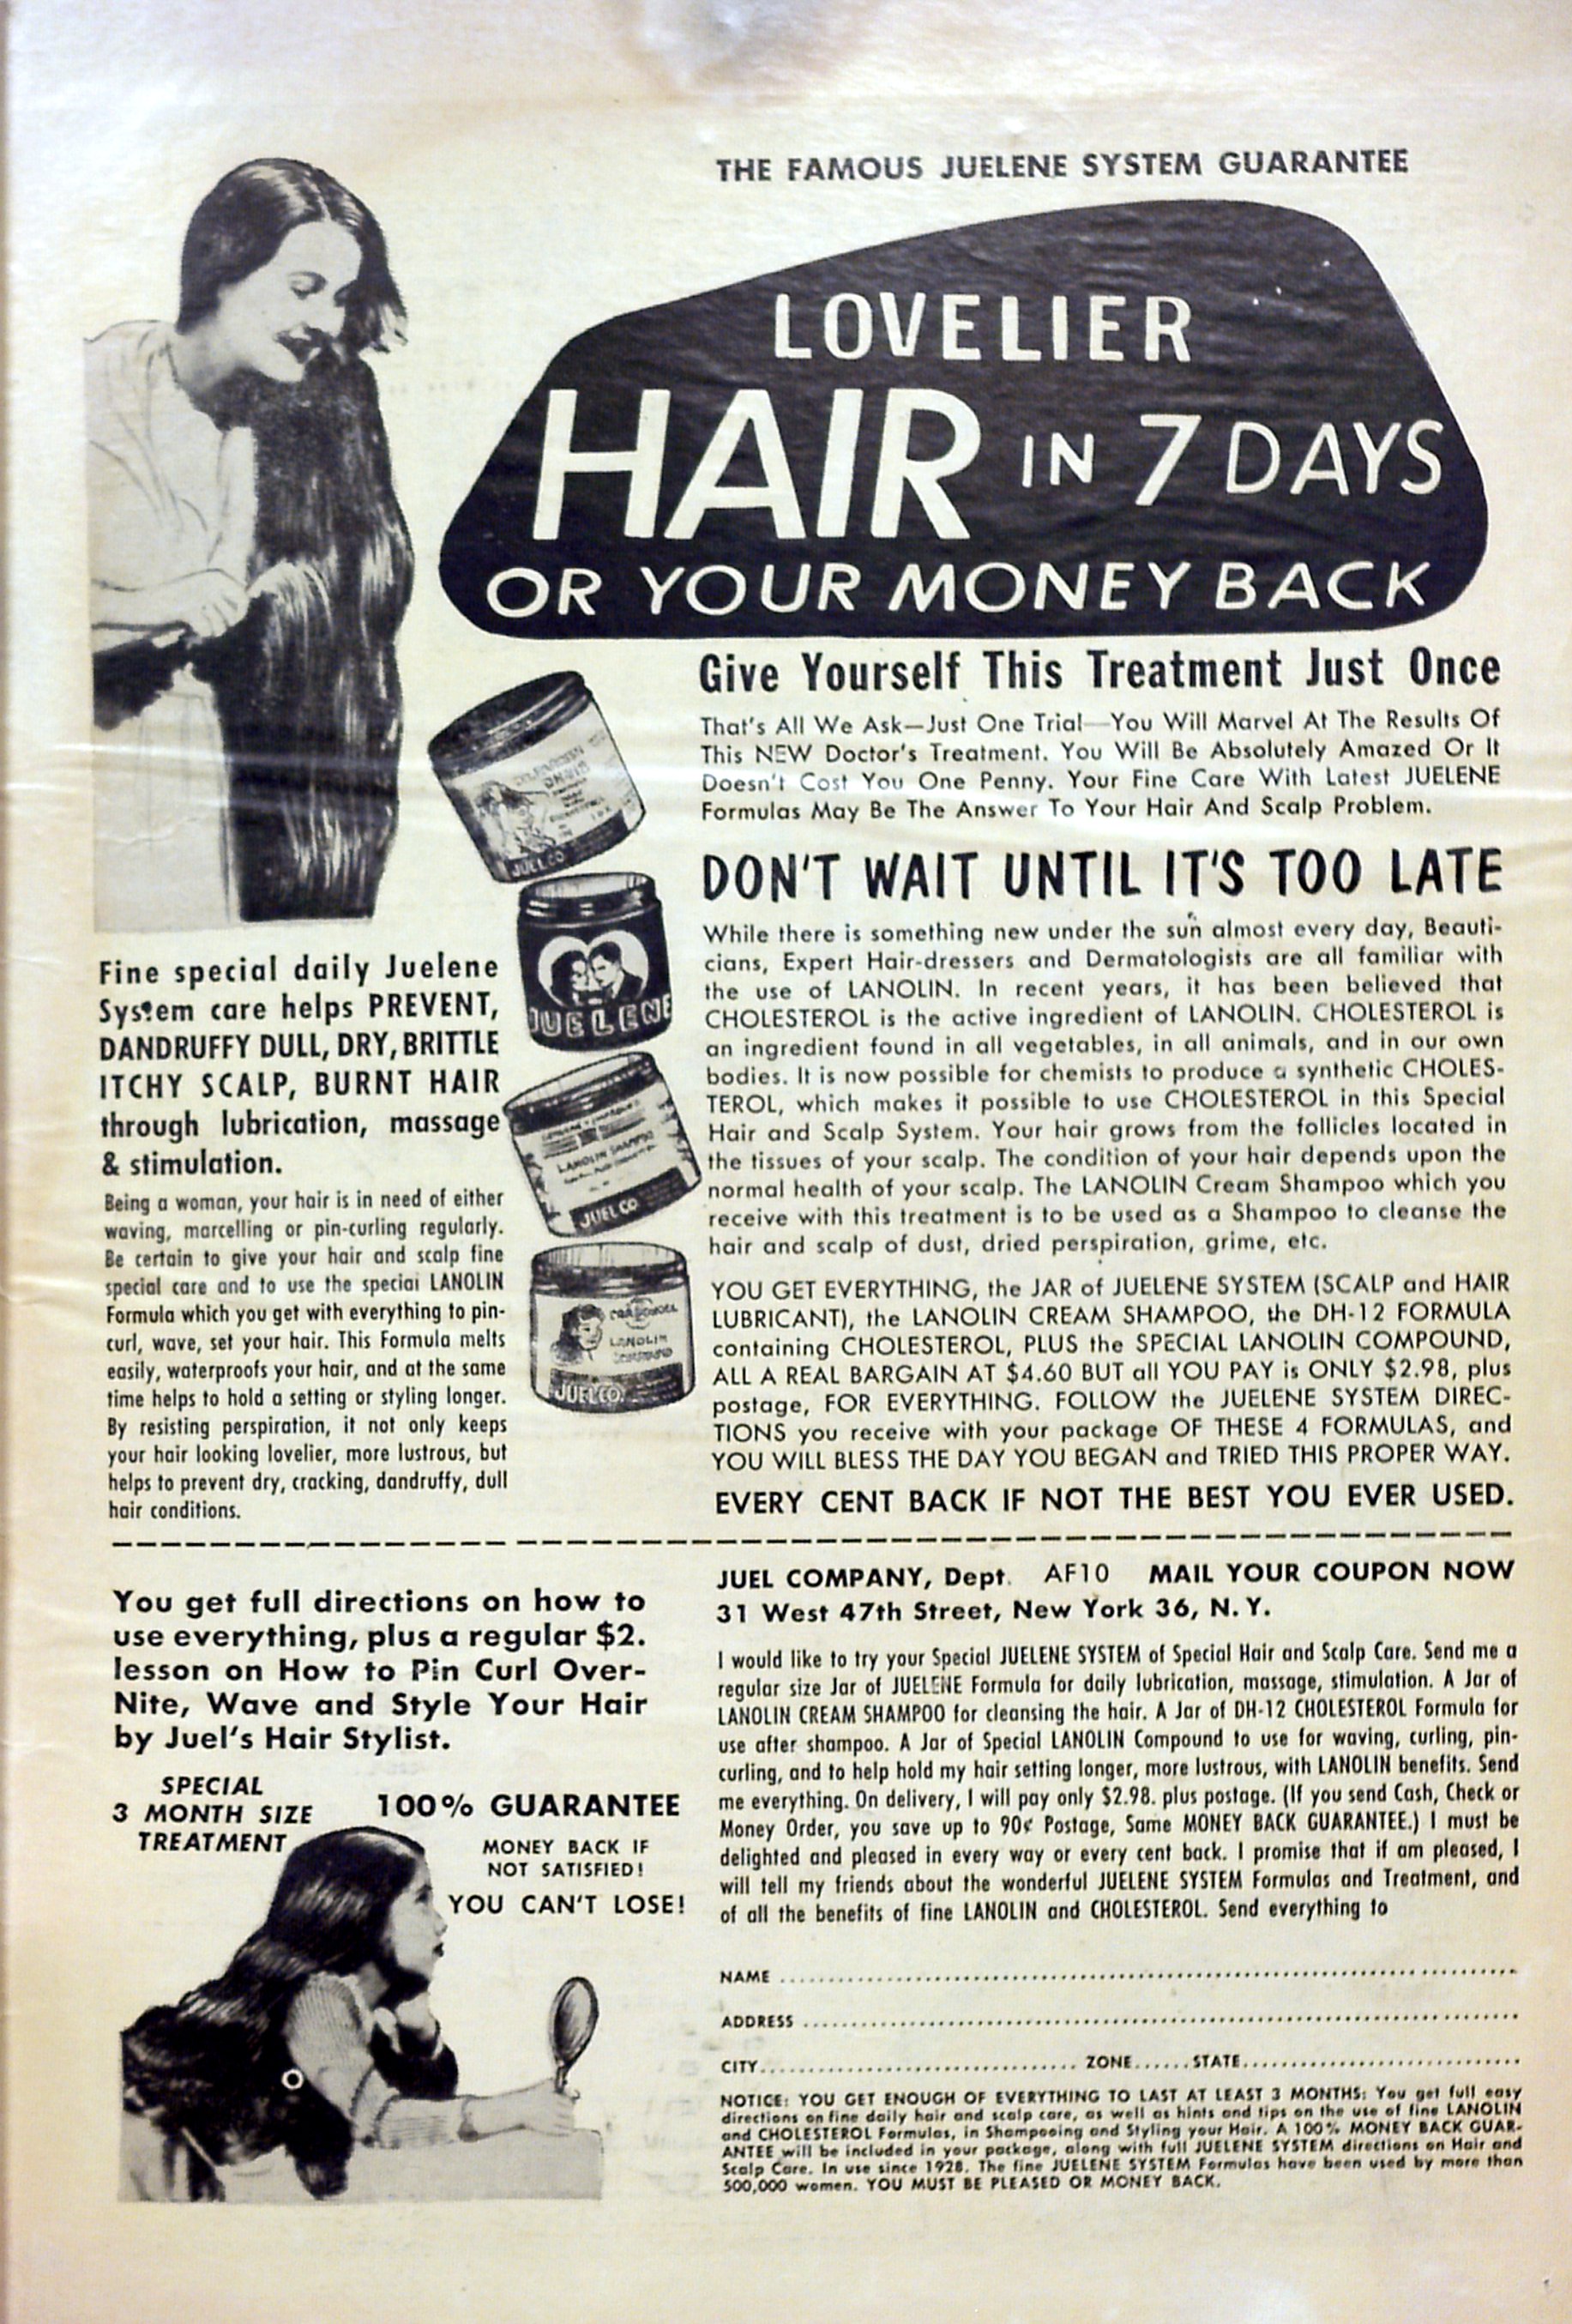 THE FAMOUS JUELENE SYSTEM GUARANTEE
LOVELIER
HAIR IN 7 DAYS
OR YOUR MONEY BACK
Give Yourself This Treatment Just Once
That's All We Ask—Just One Trial—You Will Marvel At The Results Of
This NEW Doctor's Treatment. You Will Be Absolutely Amazed Or It
Doesn't Cost You One Penny. Your Fine Care With Latest JUELENE
Formulas May Be The Answer To Your Hair And Scalp Problem.
DON'T WAIT UNTIL IT'S TOO LATE
While there is something new under the sun almost every day, Beauti-
cians, Expert Hair-dressers and Dermatologists are all familiar with
the use of LANOLIN. In recent years, it has been believed that
CHOLESTEROL is the active ingredient of LANOLIN. CHOLESTEROL is
an ingredient found in all vegetables, in all animals, and in our own
bodies. It is now possible for chemists to produce a synthetic CHOLES-
TEROL, which makes it possible to use CHOLESTEROL in this Special
Hair and Scalp System. Your hair grows from the follicles located in
the tissues of your scalp. The condition of your hair depends upon the
normal health of your scalp. The LANOLIN Cream Shampoo which you
receive with this treatment is to be used as a Shampoo to cleanse the
hair and scalp of dust, dried perspiration, grime, etc.
YOU GET EVERYTHING, the JAR of JUELENE SYSTEM (SCALP and HAIR
LUBRICANT), the LANOLIN CREAM SHAMPOO, the DH-12 FORMULA
containing CHOLESTEROL, PLUS the SPECIAL LANOLIN COMPOUND,
ALL A REAL BARGAIN AT $4.60 BUT all YOU PAY is ONLY $2.98, plus
postage, FOR EVERYTHING. FOLLOW the JUELENE SYSTEM DIREC-
TIONS you receive with your package OF THESE 4 FORMULAS, and
YOU WILL BLESS THE DAY YOU BEGAN and TRIED THIS PROPER WAY.
EVERY CENT BACK IF NOT THE BEST YOU EVER USED.
JUELCO
JUELENE
LANOLIN SHAMPOO
JUEL CO
LANOLIN
JUELCO
Fine special daily Juelene
System care helps PREVENT,
DANDRUFFY DULL, DRY, BRITTLE
ITCHY SCALP, BURNT HAIR
through lubrication, massage
& stimulation.
Being a woman, your hair is in need of either
waving, marcelling or pin-curling regularly.
Be certain to give your hair and scalp fine
special care and to use the special LANOLIN
Formula which you get with everything to pin-
curl, wave, set your hair. This Formula melts
easily, waterproofs your hair, and at the same
time helps to hold a setting or styling longer.
By resisting perspiration, it not only keeps
your hair looking lovelier, more lustrous, but
helps to prevent dry, cracking, dandruffy, dull
hair conditions.
You get full directions on how to
use everything, plus a regular $2.
lesson on How to Pin Curl Over-
Nite, Wave and Style Your Hair
by Juel's Hair Stylist.
SPECIAL
3 MONTH SIZE
TREATMENT
100% GUARANTEE
MONEY BACK IF
NOT SATISFIED!
YOU CAN'T LOSE!
JUEL COMPANY, Dept. AF10 MAIL YOUR COUPON NOW
31 West 47th Street, New York 36, N. Y.
I would like to try your Special JUELENE SYSTEM of Special Hair and Scalp Care. Send me a
regular size Jar of JUELENE Formula for daily lubrication, massage, stimulation. A Jar of
LANOLIN CREAM SHAMPOO for cleansing the hair. A Jar of DH-12 CHOLESTEROL Formula for
use after shampoo. A Jar of Special LANOLIN Compound to use for waving, curling, pin-
curling, and to help hold my hair setting longer, more lustrous, with LANOLIN benefits. Send
me everything. On delivery, I will pay only $2.98. plus postage. (If you send Cash, Check or
Money Order, you save up to 90¢ Postage, Same MONEY BACK GUARANTEE.) I must be
delighted and pleased in every way or every cent back. I promise that if am pleased, I
will tell my friends about the wonderful JUELENE SYSTEM Formulas and Treatment, and
of all the benefits of fine LANOLIN and CHOLESTEROL. Send everything to
NAME
ADDRESS
CITY ZONE STATE
NOTICE: YOU GET ENOUGH OF EVERYTHING TO LAST AT LEAST 3 MONTHS: You get full easy
directions on fine daily hair and scalp care, as well as hints and tips on the use of fine LANOLIN
and CHOLESTEROL Formulas, in Shampooing and Styling your Hair. A 100% MONEY BACK GUAR-
ANTEE will be included in your package, along with full JUELENE SYSTEM directions on Hair and
Scalp Care. In use since 1928. The fine JUELENE SYSTEM Formulas have been used by more than
500,000 women. YOU MUST BE PLEASED OR MONEY BACK.